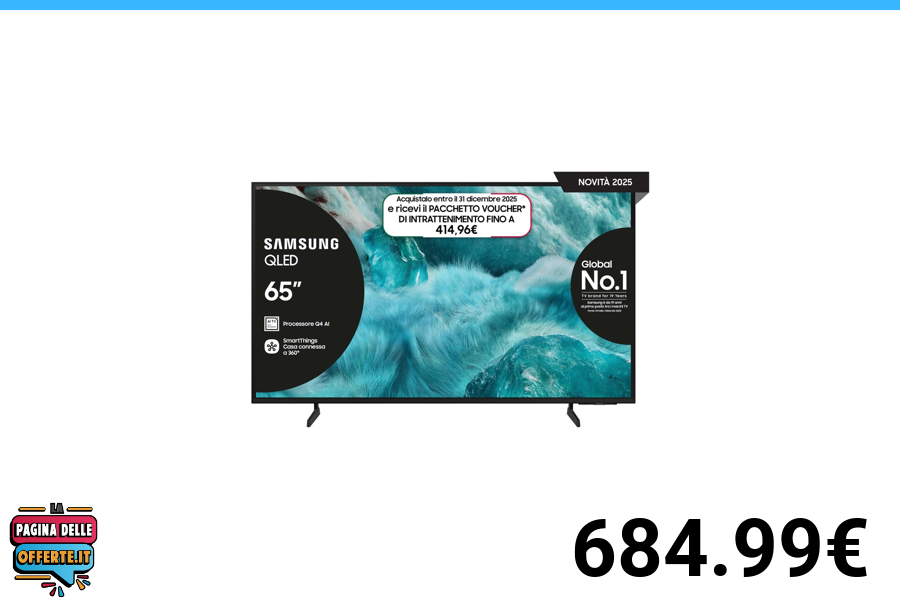 NOVITÀ 2025
Acquistalo entro il 31 dicembre 2025
e ricevi il PACCHETTO VOUCHER*
DI INTRATTENIMENTO FINO A
414,96€
SAMSUNG
QLED
65”
Processore Q4 AI
SmartThings
Casa connessa
a 360°
Global
No.1
TV brand for 19 Years
LA
PAGINA DELLE
OFFERTE.IT
684.99€